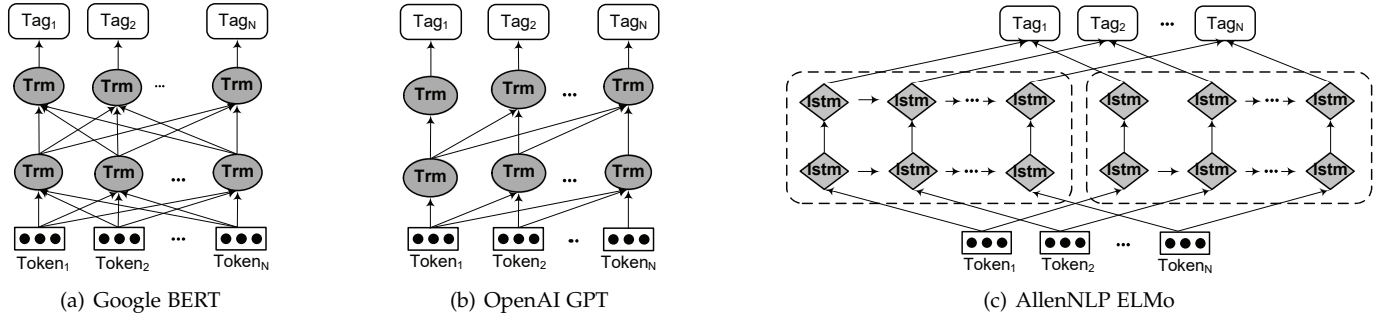 Tag1 Tag2 TagN
Trm Trm ... Trm
Trm Trm ... Trm
Token1 Token2 ... TokenN
(a) Google BERT
Tag1 Tag2 TagN
Trm Trm ... Trm
Trm Trm ... Trm
Token1 Token2 .. TokenN
(b) OpenAI GPT
Tag1 Tag2 ... TagN
lstm lstm ... lstm lstm lstm ... lstm
lstm lstm ... lstm lstm lstm ... lstm
Token1 Token2 ... TokenN
(c) AllenNLP ELMo